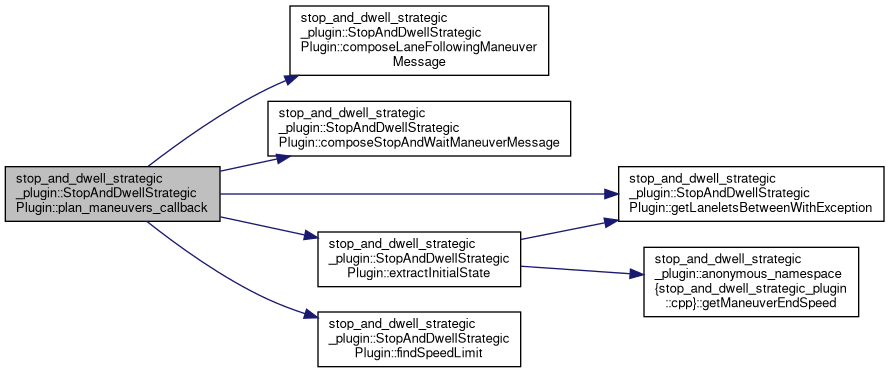 stop_and_dwell_strategic
_plugin::StopAndDwellStrategic
Plugin::composeLaneFollowingManeuver
Message
stop_and_dwell_strategic
_plugin::StopAndDwellStrategic
Plugin::composeStopAndWaitManeuverMessage
stop_and_dwell_strategic
_plugin::StopAndDwellStrategic
Plugin::plan_maneuvers_callback
stop_and_dwell_strategic
_plugin::StopAndDwellStrategic
Plugin::getLaneletsBetweenWithException
stop_and_dwell_strategic
_plugin::StopAndDwellStrategic
Plugin::extractInitialState
stop_and_dwell_strategic
_plugin::anonymous_namespace
{stop_and_dwell_strategic_plugin
::cpp}::getManeuverEndSpeed
stop_and_dwell_strategic
_plugin::StopAndDwellStrategic
Plugin::findSpeedLimit